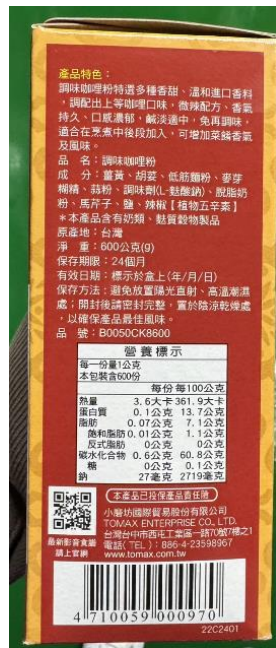 產品特色：
調味咖哩粉特選多種香甜、溫和進口香料
，調配出上等咖哩口味，微辣配方、香氣
持久、口感濃郁，鹹淡適中，免再調味，
適合在烹煮中後段加入，可增加菜餚香氣
及風味。
品　名：調味咖哩粉
成　分：薑黃、胡荽、低筋麵粉、麥芽
糊精、蒜粉、調味劑(L-麩酸鈉)、脫脂奶
粉、馬芹子、鹽、辣椒【植物五辛素】
＊本產品含有奶類、麩質穀物製品
原產地：台灣
淨　重：600公克(g)
保存期限：24個月
有效日期：標示於盒上(年/月/日)
保存方法：避免放置陽光直射、高溫潮濕
處；開封後請密封完整，置於陰涼乾燥處
，以確保產品最佳風味。
品　號：B0050CK8600
營養標示
每一份量1公克
本包裝含600份
每份 每100公克
熱量 3.6大卡 361.9大卡
蛋白質 0.1公克 13.7公克
脂肪 0.07公克 7.1公克
飽和脂肪 0.01公克 1.1公克
反式脂肪 0公克 0公克
碳水化合物 0.6公克 60.8公克
糖 0公克 0.1公克
鈉 27毫克 2719毫克
本產品已投保產品責任險
小磨坊國際貿易股份有限公司
TOMAX ENTERPRISE CO., LTD.
台灣台中市西屯工業區一路70號7樓之1
電話( TEL )：886-4-23598967
www.tomax.com.tw
最新影音食譜
請上官網
4 710059 000970
22C2401